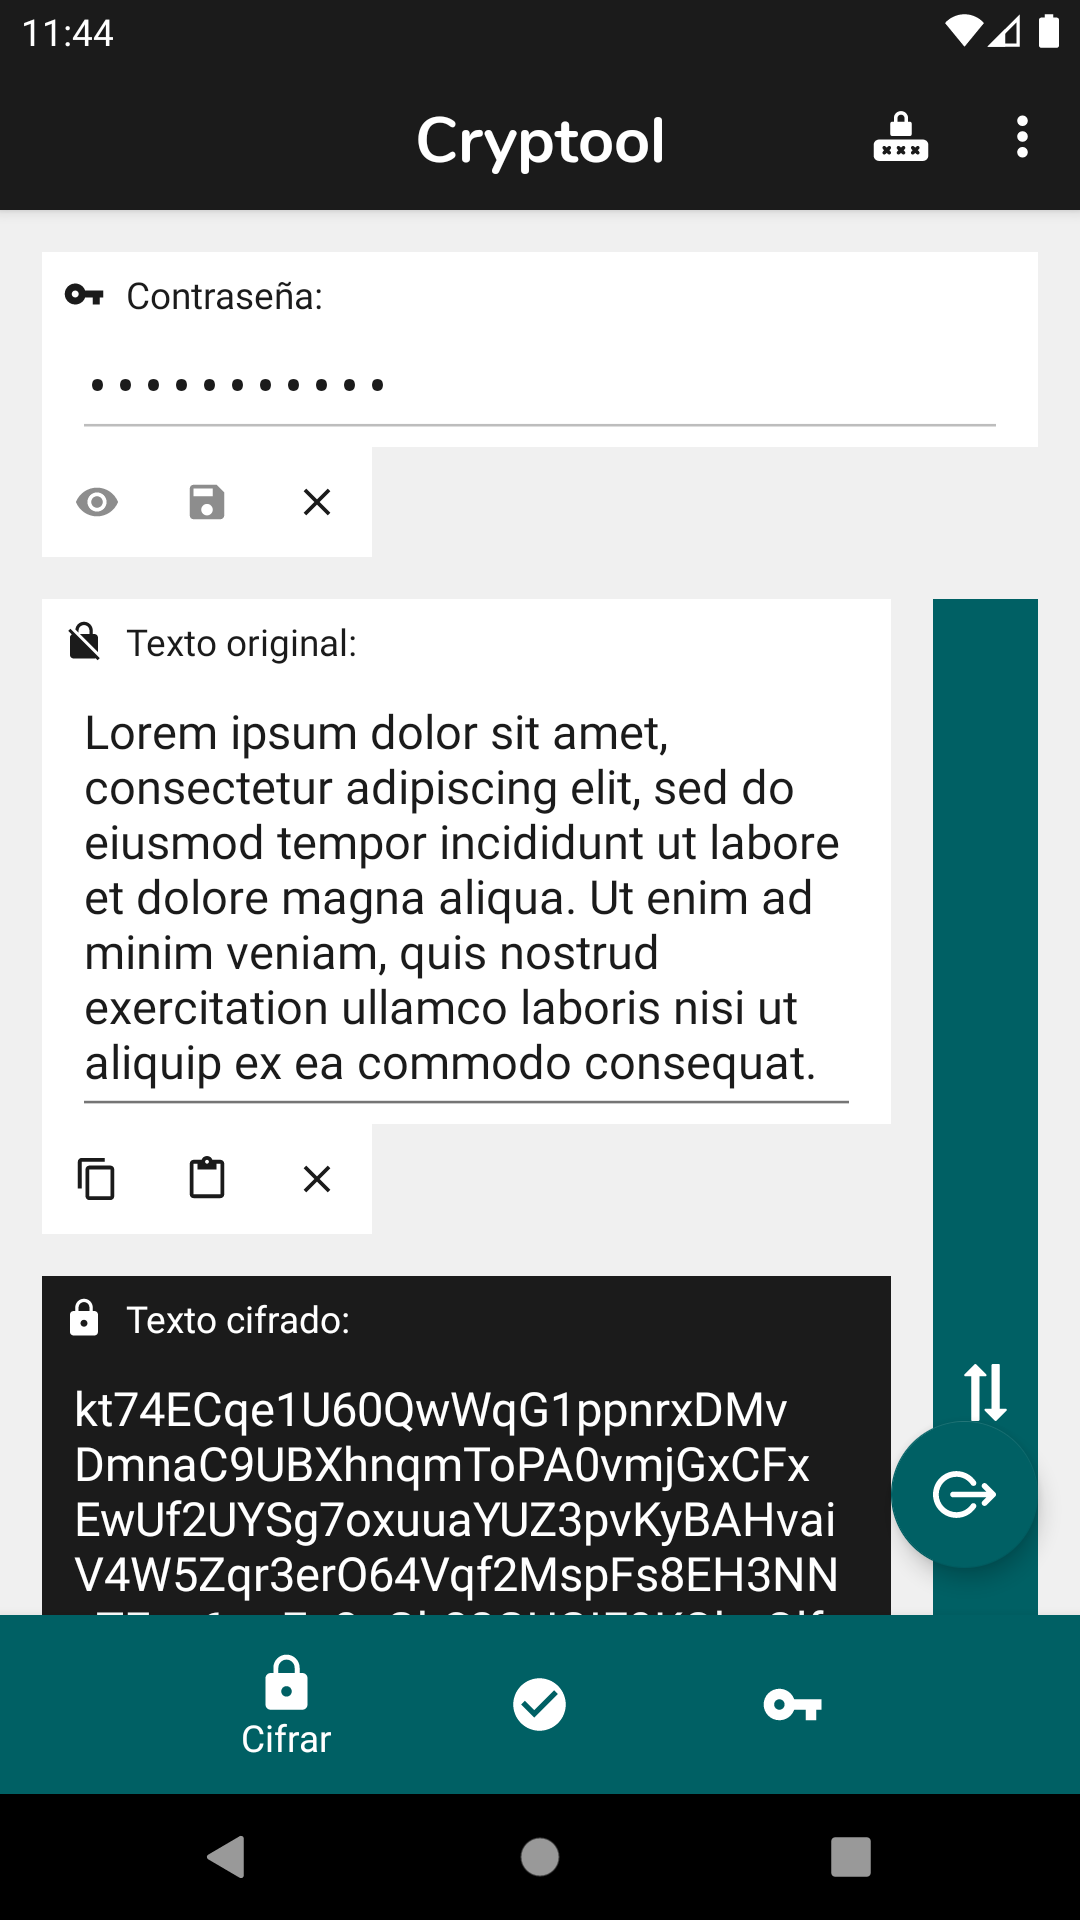 11:44
Cryptool
Contraseña:
•••••••••••
Texto original:
Lorem ipsum dolor sit amet,
consectetur adipiscing elit, sed do
eiusmod tempor incididunt ut labore
et dolore magna aliqua. Ut enim ad
minim veniam, quis nostrud
exercitation ullamco laboris nisi ut
aliquip ex ea commodo consequat.
Texto cifrado:
kt74ECqe1U60QwWqG1ppnrxDMv
DmnaC9UBXhnqmToPA0vmjGxCFx
EwUf2UYSg7oxuuaYUZ3pvKyBAHvai
V4W5Zqr3erO64Vqf2MspFs8EH3NN
Cifrar